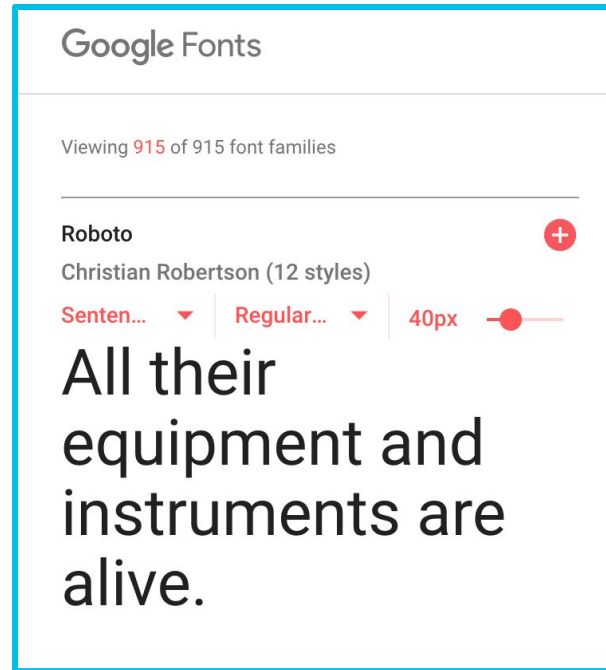 Google Fonts
Viewing 915 of 915 font families
Roboto
Christian Robertson (12 styles)
Senten... Regular... 40px
All their
equipment and
instruments are
alive.